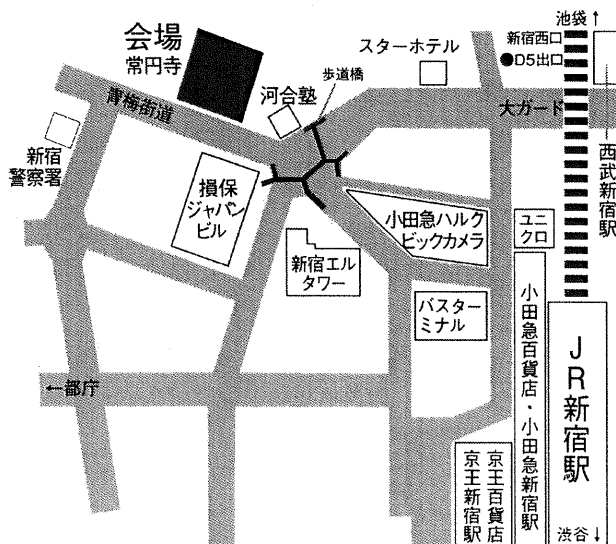 池袋↑
会場
常円寺
スターホテル
新宿西口
●D5出口
歩道橋
河合塾
青梅街道
大ガード
新宿
警察署
西武新宿駅
損保
ジャパン
ビル
小田急ハルク
ビックカメラ
ユニ
クロ
新宿エル
タワー
バスター
ミナル
小田急百貨店・小田急新宿駅
JR新宿駅
←都庁
京王百貨店
京王新宿駅
渋谷↓